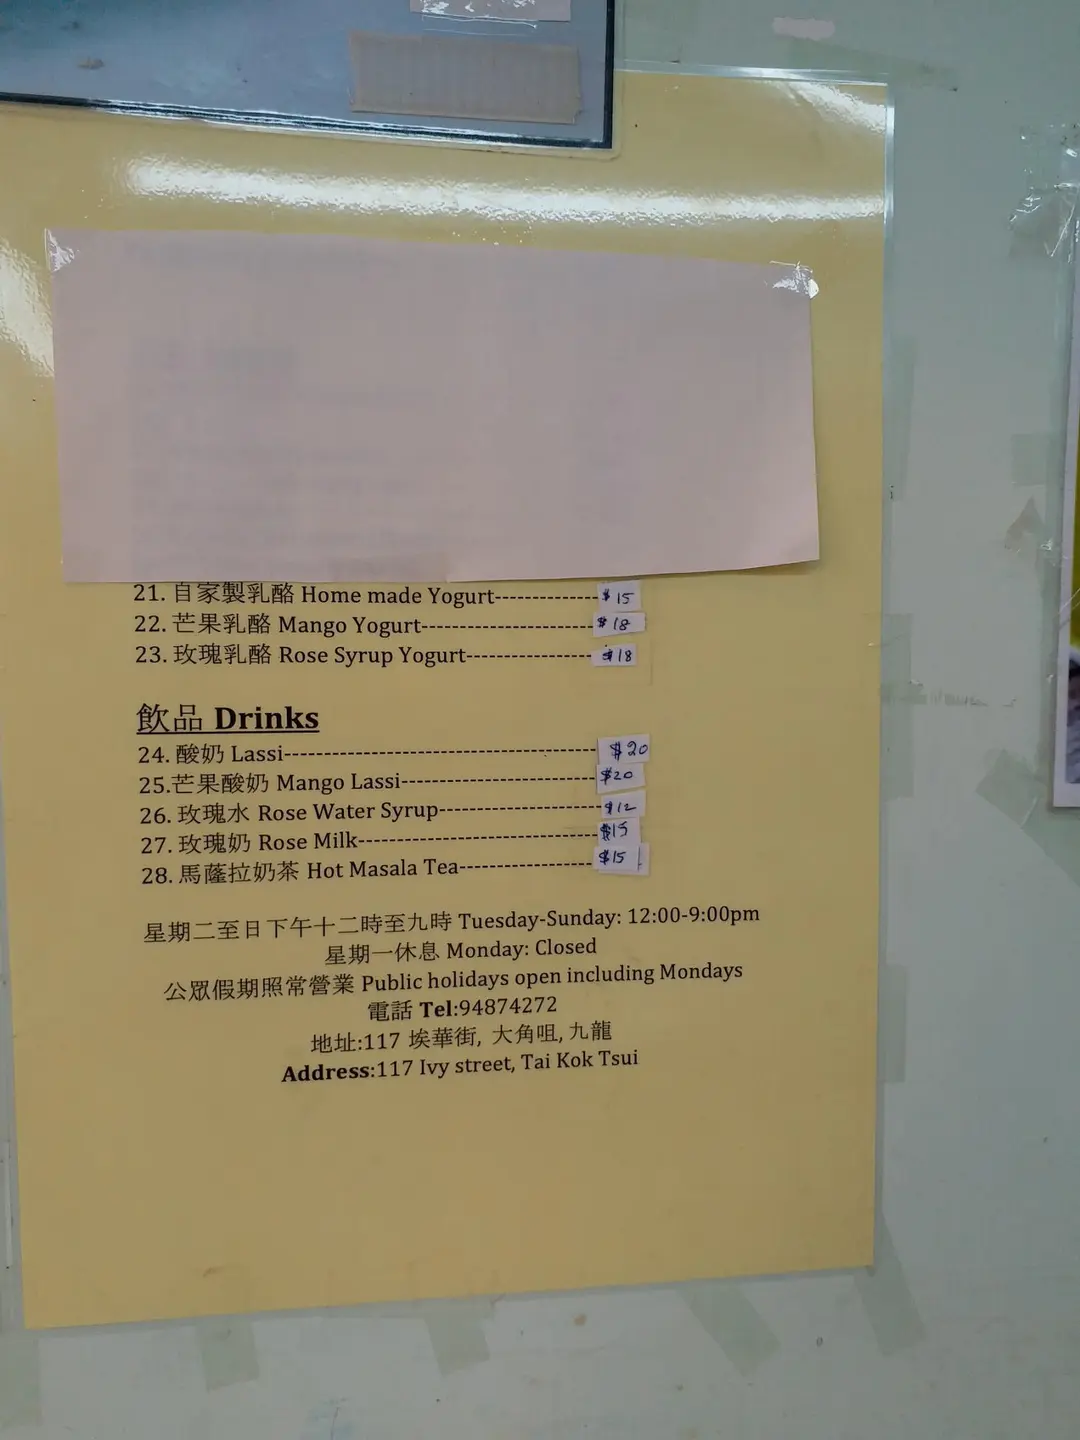 21. 自家製乳酪 Home made Yogurt------------- $15
22. 芒果乳酪 Mango Yogurt---------------------- $18
23. 玫瑰乳酪 Rose Syrup Yogurt---------------- $18
飲品 Drinks
24. 酸奶 Lassi---------------------------------------- $20
25.芒果酸奶 Mango Lassi------------------------- $20
26. 玫瑰水 Rose Water Syrup-------------------- $12
27. 玫瑰奶 Rose Milk------------------------------ $15
28. 馬薩拉奶茶 Hot Masala Tea----------------- $15
星期二至日下午十二時至九時 Tuesday-Sunday: 12:00-9:00pm
星期一休息 Monday: Closed
公眾假期照常營業 Public holidays open including Mondays
電話 Tel:94874272
地址:117 埃華街, 大角咀, 九龍
Address:117 Ivy street, Tai Kok Tsui